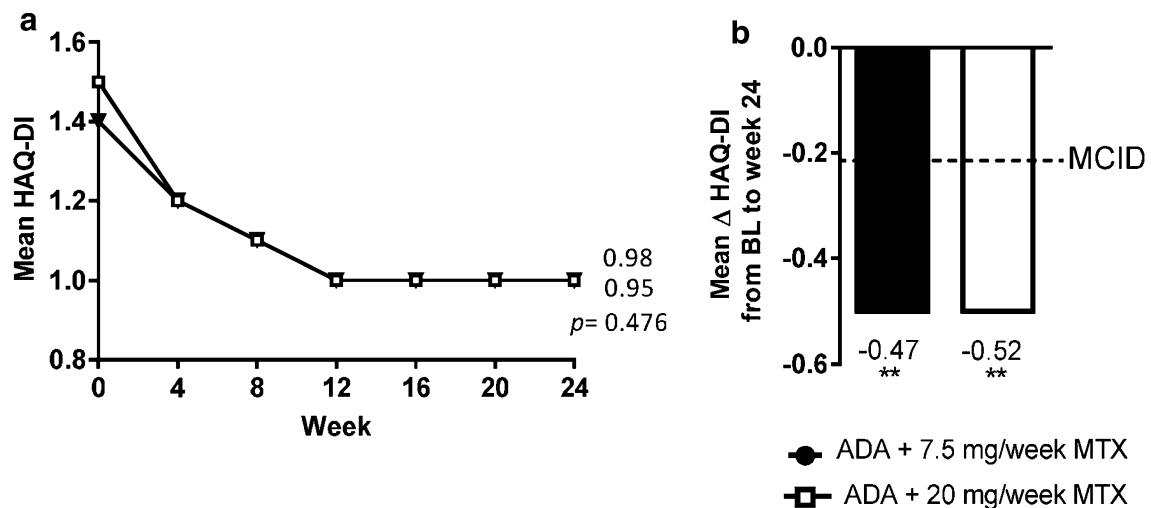 a
1.6
1.4
1.2
1.0
0.8
Mean HAQ-DI
0 4 8 12 16 20 24
Week
0.98
0.95
p= 0.476
b
0.0
-0.2
-0.4
-0.6
Mean Δ HAQ-DI
from BL to week 24
MCID
-0.47 -0.52
** **
ADA + 7.5 mg/week MTX
ADA + 20 mg/week MTX